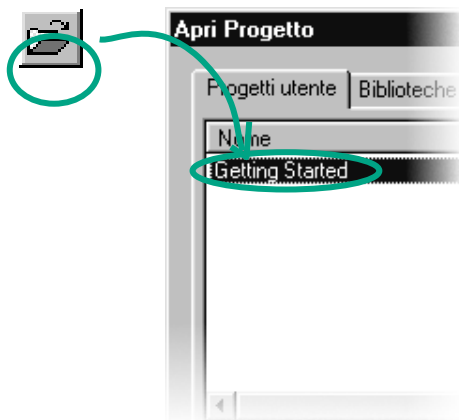 Apri Progetto
Progetti utente Biblioteche
Nome
Getting Started